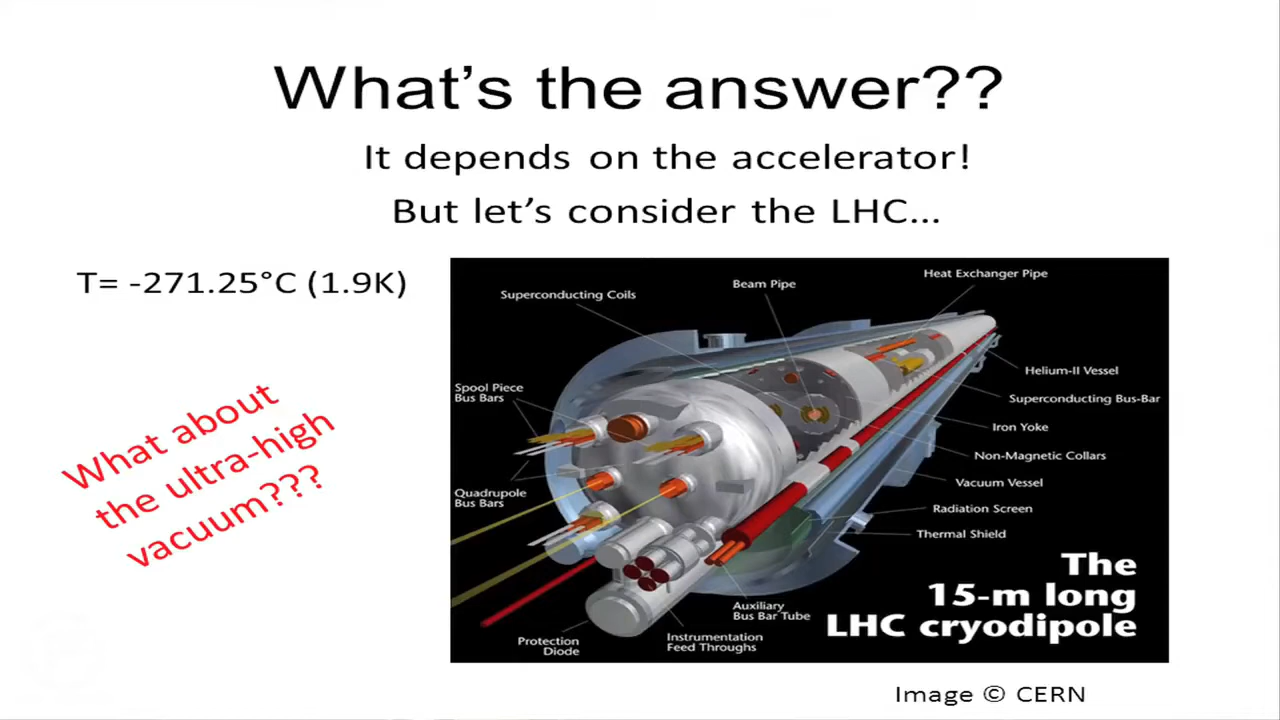 What's the answer??
It depends on the accelerator!
But let's consider the LHC...
T= -271.25°C (1.9K)
What about
the ultra-high
vacuum???
Superconducting Coils
Beam Pipe
Heat Exchanger Pipe
Helium-II Vessel
Superconducting Bus-Bar
Iron Yoke
Non-Magnetic Collars
Vacuum Vessel
Radiation Screen
Thermal Shield
Spool Piece
Bus Bars
Quadrupole
Bus Bars
Protection
Diode
Instrumentation
Feed Throughs
Auxiliary
Bus Bar Tube
The
15-m long
LHC cryodipole
Image © CERN